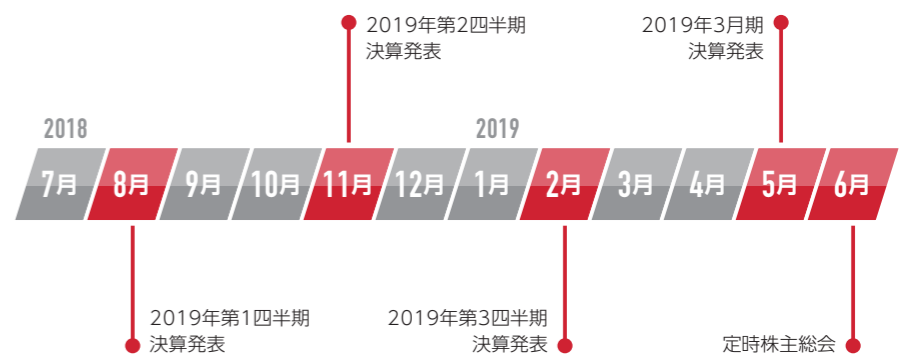 2019年第2四半期
決算発表
2019年3月期
決算発表
2018
2019
7月 8月 9月 10月 11月 12月 1月 2月 3月 4月 5月 6月
2019年第1四半期
決算発表
2019年第3四半期
決算発表
定時株主総会